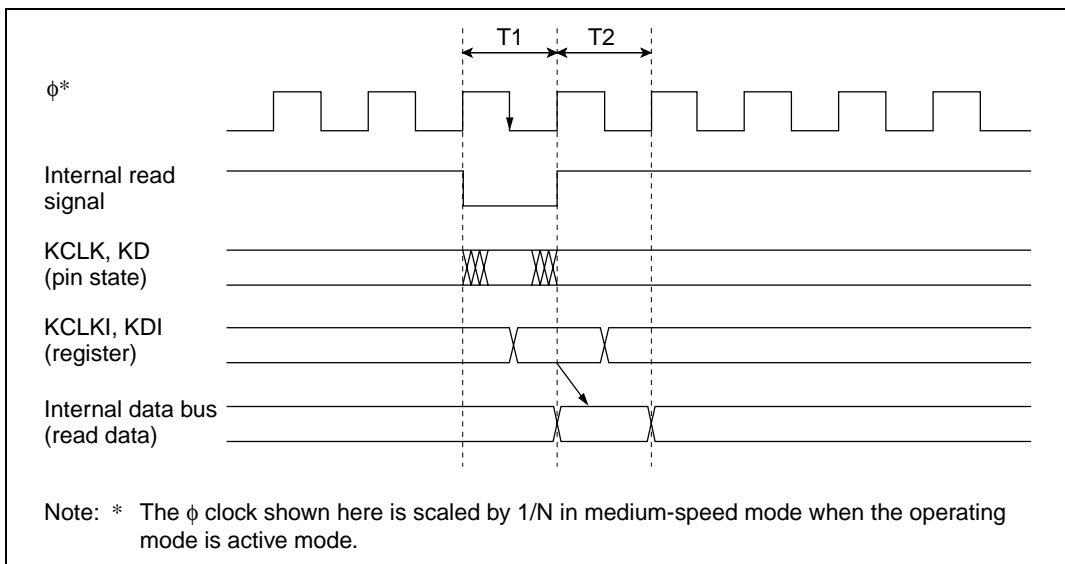 T1 T2
ϕ*
Internal read
signal
KCLK, KD
(pin state)
KCLKI, KDI
(register)
Internal data bus
(read data)
Note: * The ϕ clock shown here is scaled by 1/N in medium-speed mode when the operating
mode is active mode.